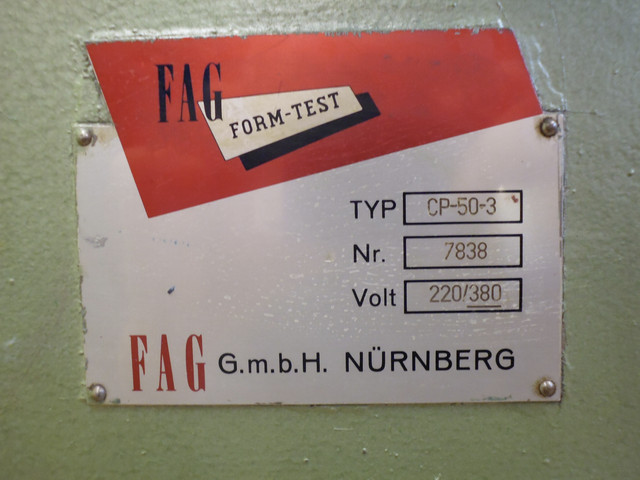 FAG
FORM-TEST
TYP CP-50-3
Nr. 7838
Volt 220/380
FAG G.m.b.H. NÜRNBERG